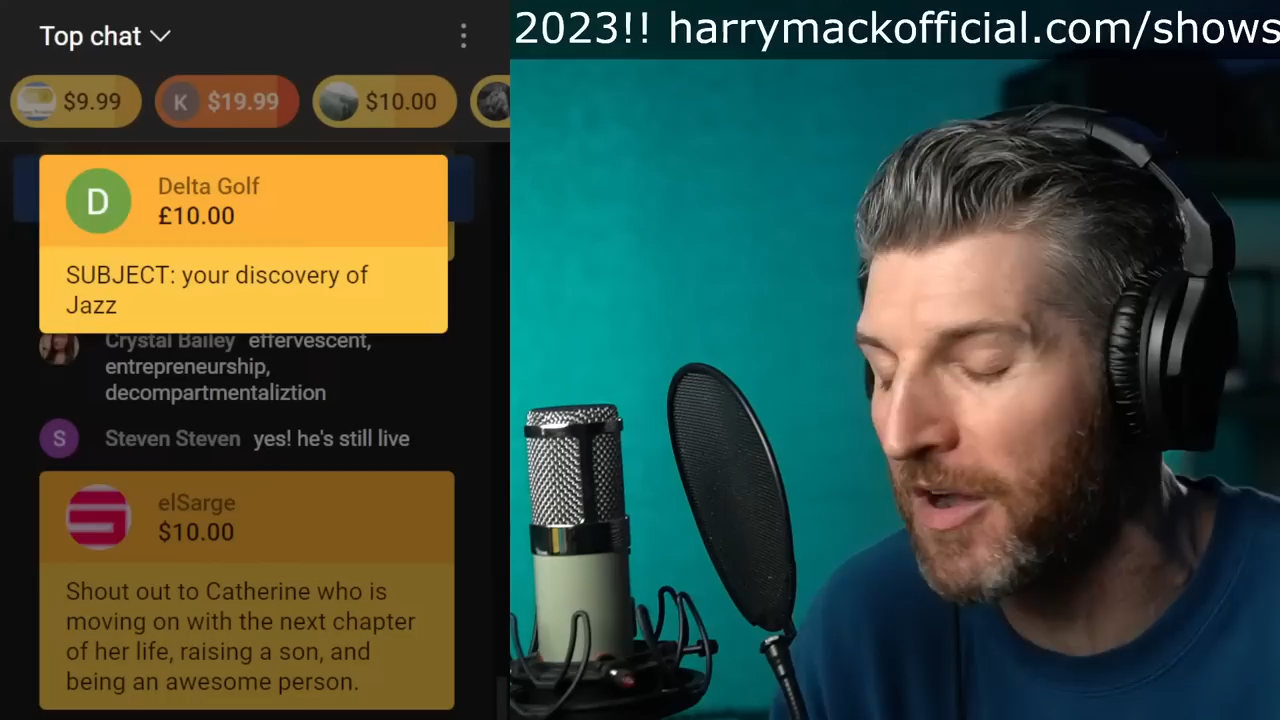 Top chat
2023!! harrymackofficial.com/shows
$9.99
K $19.99
$10.00
D
Delta Golf
£10.00
SUBJECT: your discovery of
Jazz
Crystal Bailey effervescent,
entrepreneurship,
decompartmentaliztion
S Steven Steven yes! he's still live
elSarge
$10.00
Shout out to Catherine who is
moving on with the next chapter
of her life, raising a son, and
being an awesome person.